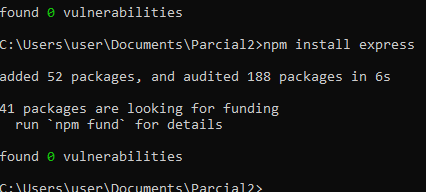 found 0 vulnerabilities
C:\Users\user\Documents\Parcial2>npm install express
added 52 packages, and audited 188 packages in 6s
41 packages are looking for funding
  run `npm fund` for details
found 0 vulnerabilities
C:\Users\user\Documents\Parcial2>